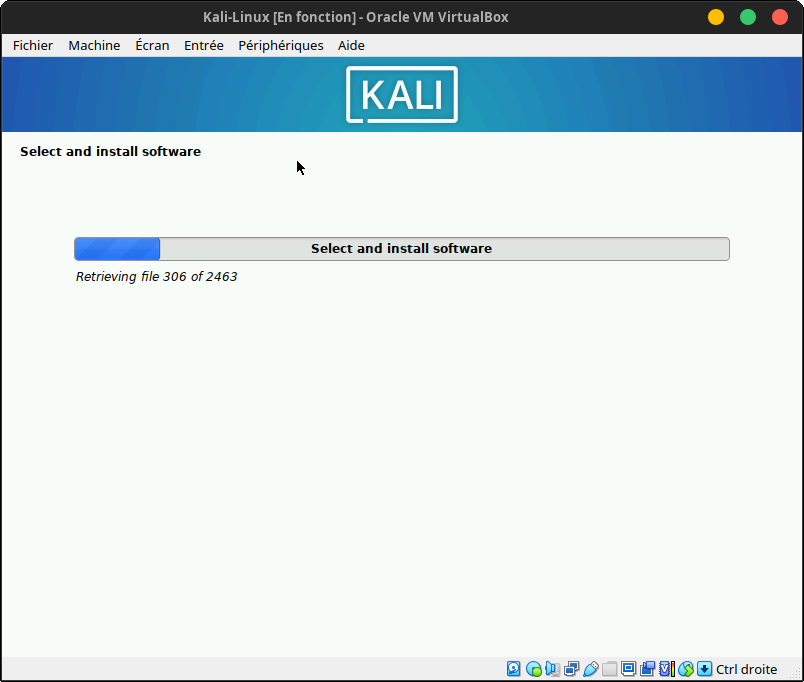 Kali-Linux [En fonction] - Oracle VM VirtualBox
Fichier Machine Écran Entrée Périphériques Aide
KALI
Select and install software
Select and install software
Retrieving file 306 of 2463
Ctrl droite